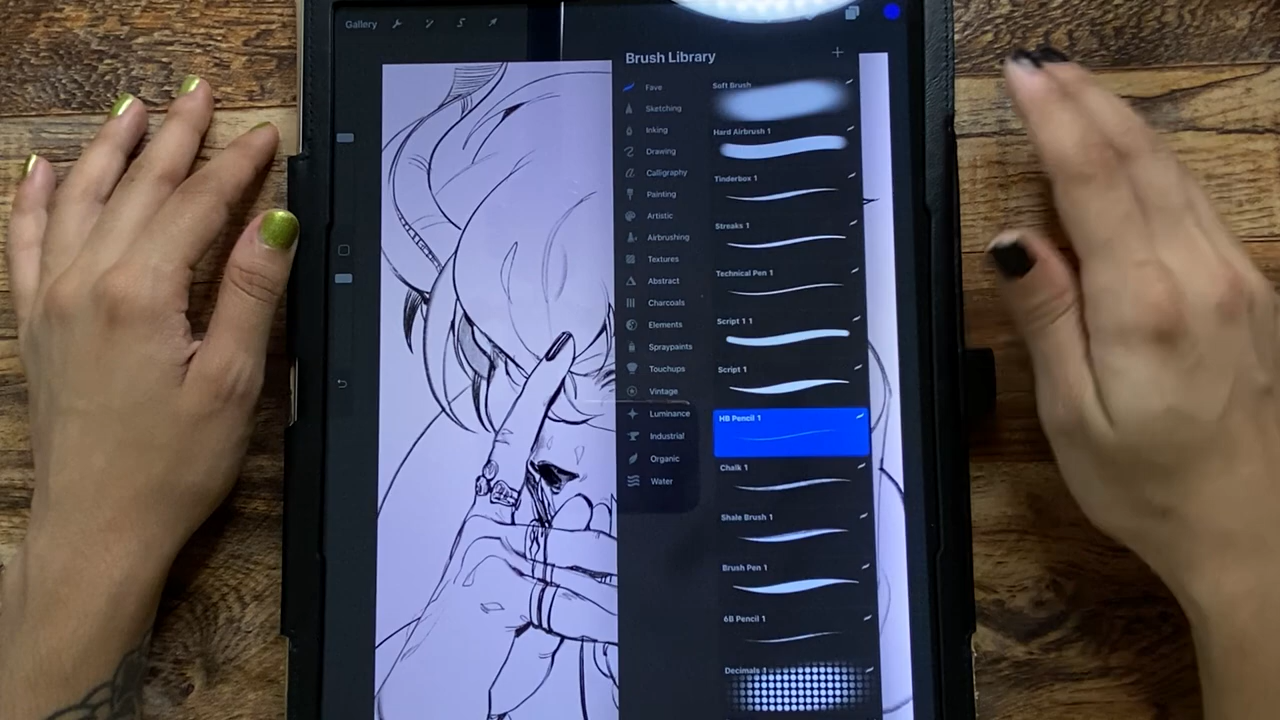 Gallery
Brush Library
Fave
Sketching
Inking
Drawing
Calligraphy
Painting
Artistic
Airbrushing
Textures
Abstract
Charcoals
Elements
Spraypaints
Touchups
Vintage
Luminance
Industrial
Organic
Water
Soft Brush
Hard Airbrush 1
Tinderbox 1
Streaks 1
Technical Pen 1
Script 1 1
Script 1
HB Pencil 1
Chalk 1
Shale Brush 1
Brush Pen 1
6B Pencil 1
Decimals 1